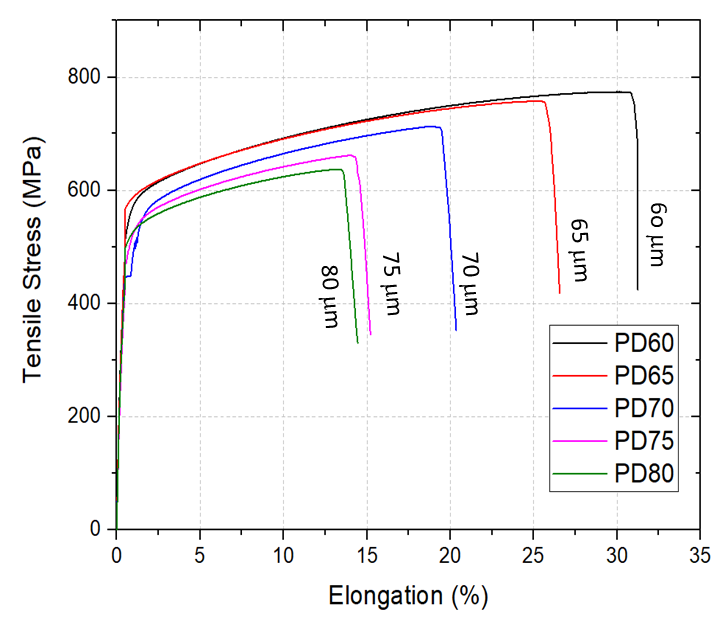 800
600
400
200
0
0 5 10 15 20 25 30 35
Tensile Stress (MPa)
Elongation (%)
80 μm
75 μm
70 μm
65 μm
6o μm
PD60
PD65
PD70
PD75
PD80